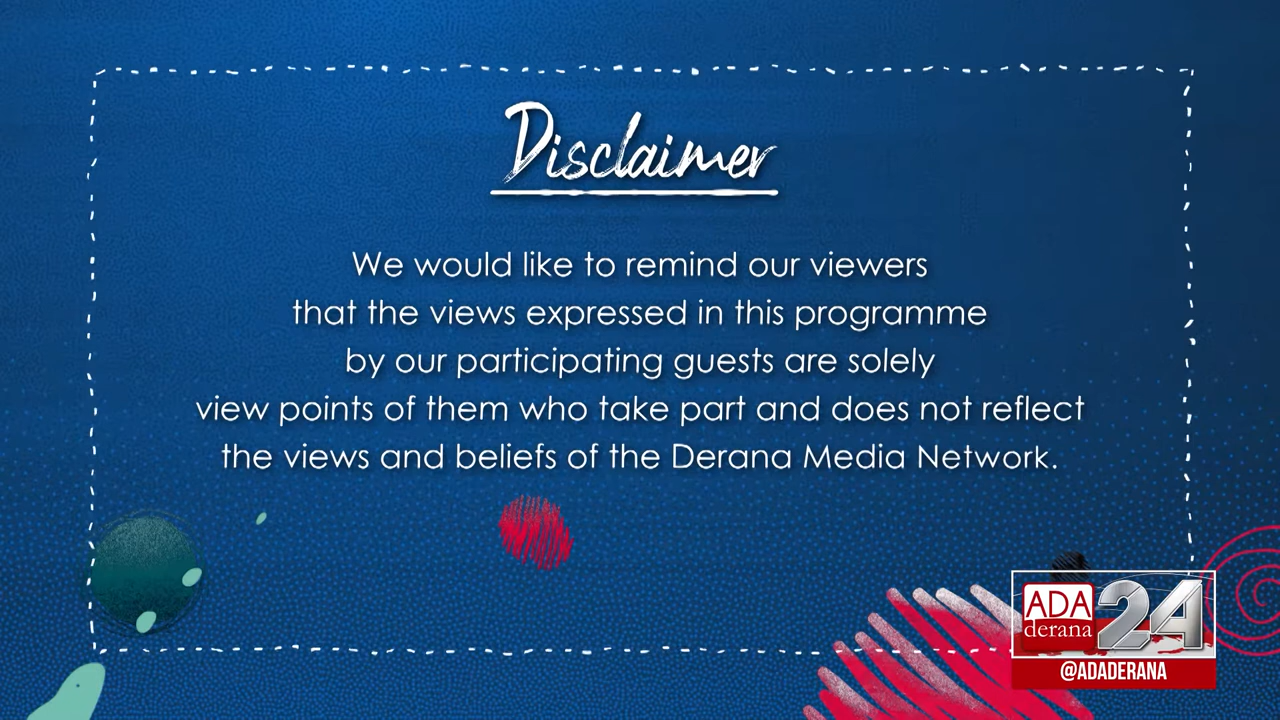 Disclaimer
We would like to remind our viewers
that the views expressed in this programme
by our participating guests are solely
view points of them who take part and does not reflect
the views and beliefs of the Derana Media Network.
ADA
derana
24
@ADADERANA